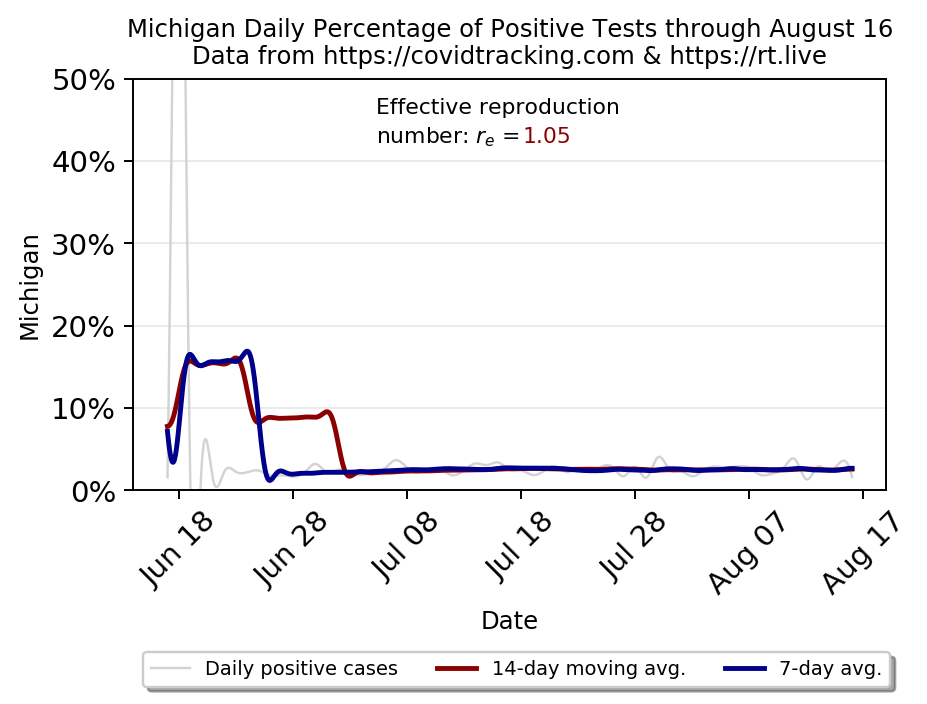 Michigan Daily Percentage of Positive Tests through August 16
Data from https://covidtracking.com & https://rt.live
50%
40%
30%
20%
10%
0%
Michigan
Effective reproduction
number: rₑ =1.05
Jun 18
Jun 28
Jul 08
Jul 18
Jul 28
Aug 07
Aug 17
Date
Daily positive cases
14-day moving avg.
7-day avg.